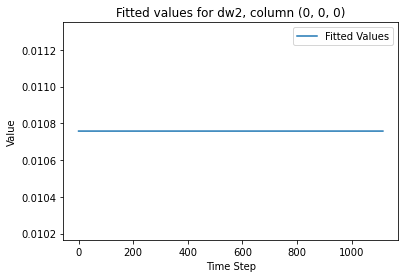 Fitted values for dw2, column (0, 0, 0)
Fitted Values
0.0112
0.0110
0.0108
0.0106
0.0104
0.0102
Value
0 200 400 600 800 1000
Time Step